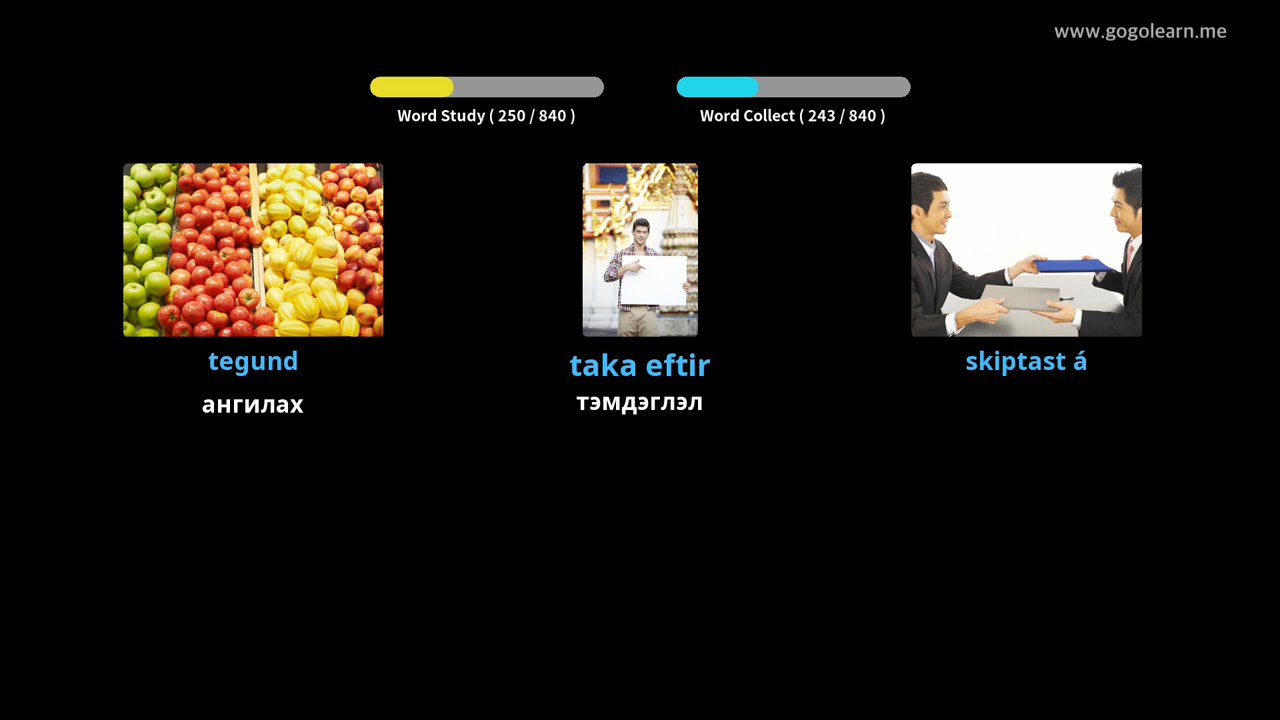 www.gogolearn.me
Word Study ( 250 / 840 )
Word Collect ( 243 / 840 )
tegund
ангилах
taka eftir
тэмдэглэл
skiptast á